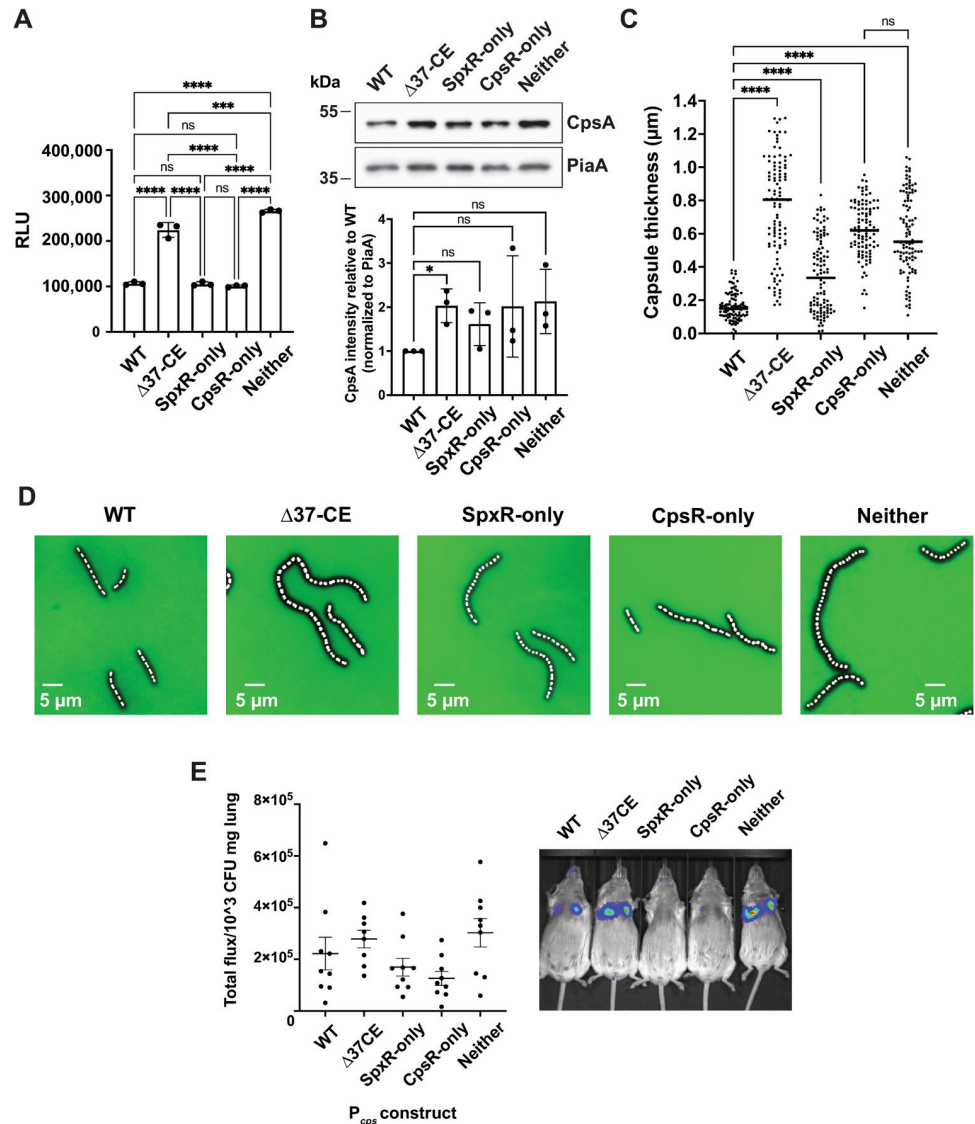 A
****
***
ns
****
ns
****
****
****
ns
****
400,000
300,000
200,000
100,000
0
RLU
WT
Δ37-CE
SpxR-only
CpsR-only
Neither
B
WT
Δ37-CE
SpxR-only
CpsR-only
Neither
kDa
55
35
CpsA
PiaA
ns
ns
ns
*
4
3
2
1
0
CpsA intensity relative to WT
(normalized to PiaA)
WT
Δ37-CE
SpxR-only
CpsR-only
Neither
C
ns
****
****
****
****
1.4
1.2
1.0
0.8
0.6
0.4
0.2
0.0
Capsule thickness (µm)
WT
Δ37-CE
SpxR-only
CpsR-only
Neither
D
WT
Δ37-CE
SpxR-only
CpsR-only
Neither
5 µm
5 µm
5 µm
5 µm
5 µm
E
8×10⁵
6×10⁵
4×10⁵
2×10⁵
0
Total flux/10^3 CFU mg lung
WT
Δ37CE
SpxR-only
CpsR-only
Neither
Pcps construct
WT
Δ37CE
SpxR-only
CpsR-only
Neither